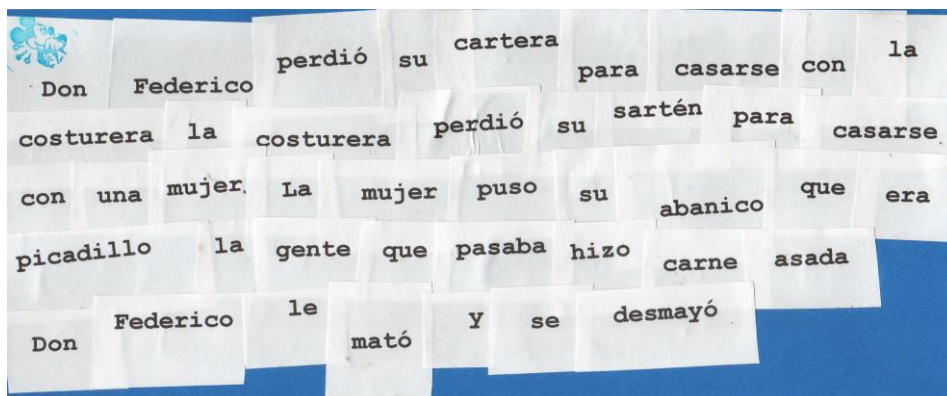 Don Federico perdió su cartera para casarse con la
costurera la costurera perdió su sartén para casarse
con una mujer. La mujer puso su abanico que era
picadillo la gente que pasaba hizo carne asada
Don Federico le mató y se desmayó